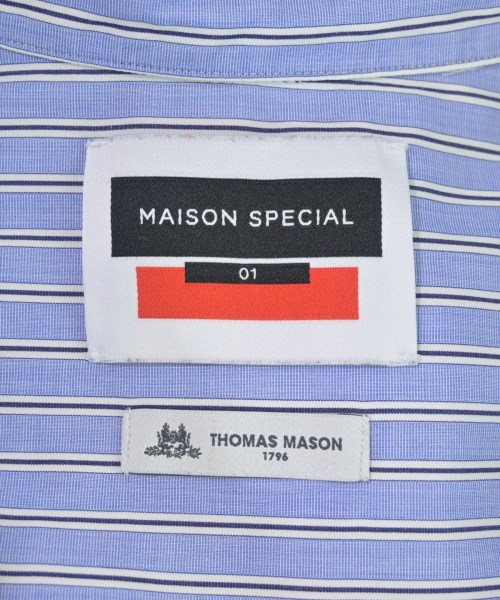 MAISON SPECIAL
01
THOMAS MASON
1796